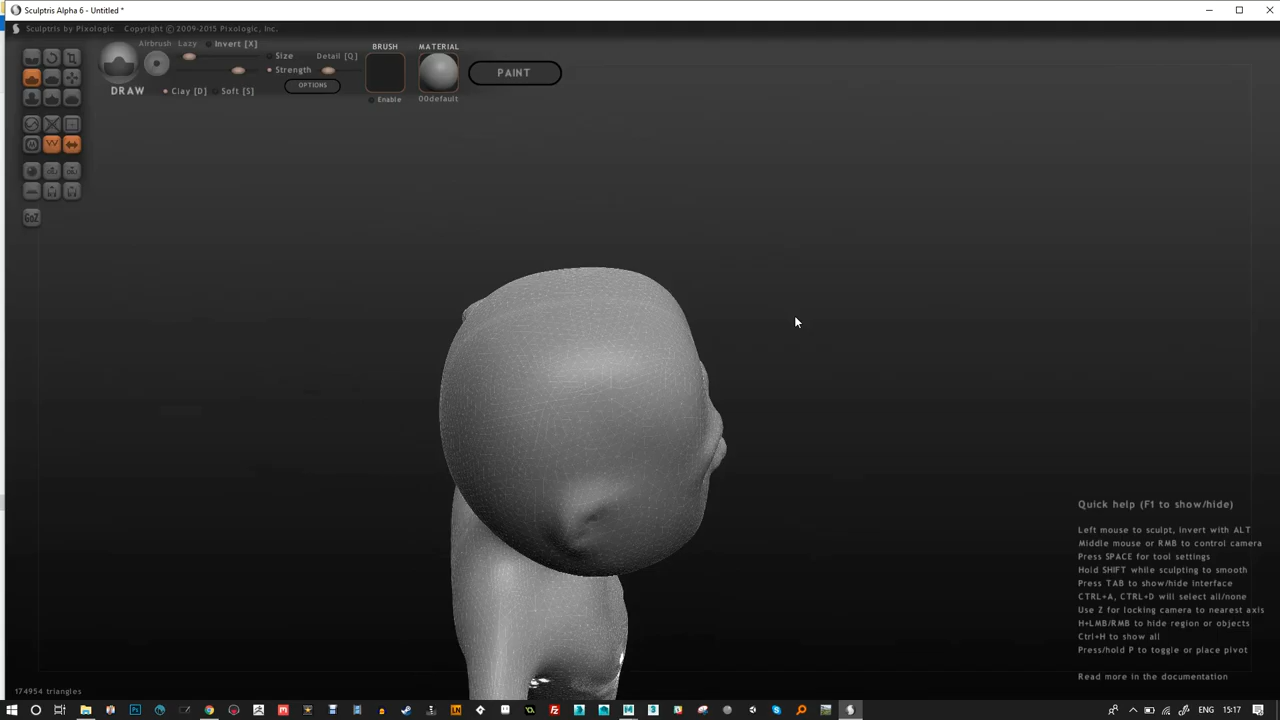 Sculptris Alpha 6 - Untitled *
Sculptris by Pixologic Copyright © 2009-2015 Pixologic, Inc.
Airbrush Lazy Invert [X]
BRUSH
MATERIAL
Size Detail [Q]
Strength
PAINT
OPTIONS
DRAW
Clay [D] Soft [S]
Enable
00default
GoZ
Quick help (F1 to show/hide)
Left mouse to sculpt, invert with ALT
Middle mouse or RMB to control camera
Press SPACE for tool settings
Hold SHIFT while sculpting to smooth
Press TAB to show/hide interface
CTRL+A, CTRL+D will select all/none
Use Z for locking camera to nearest axis
H+LMB/RMB to hide region or objects
Ctrl+H to show all
Press/hold P to toggle or place pivot
Read more in the documentation
174954 triangles
ENG 15:17